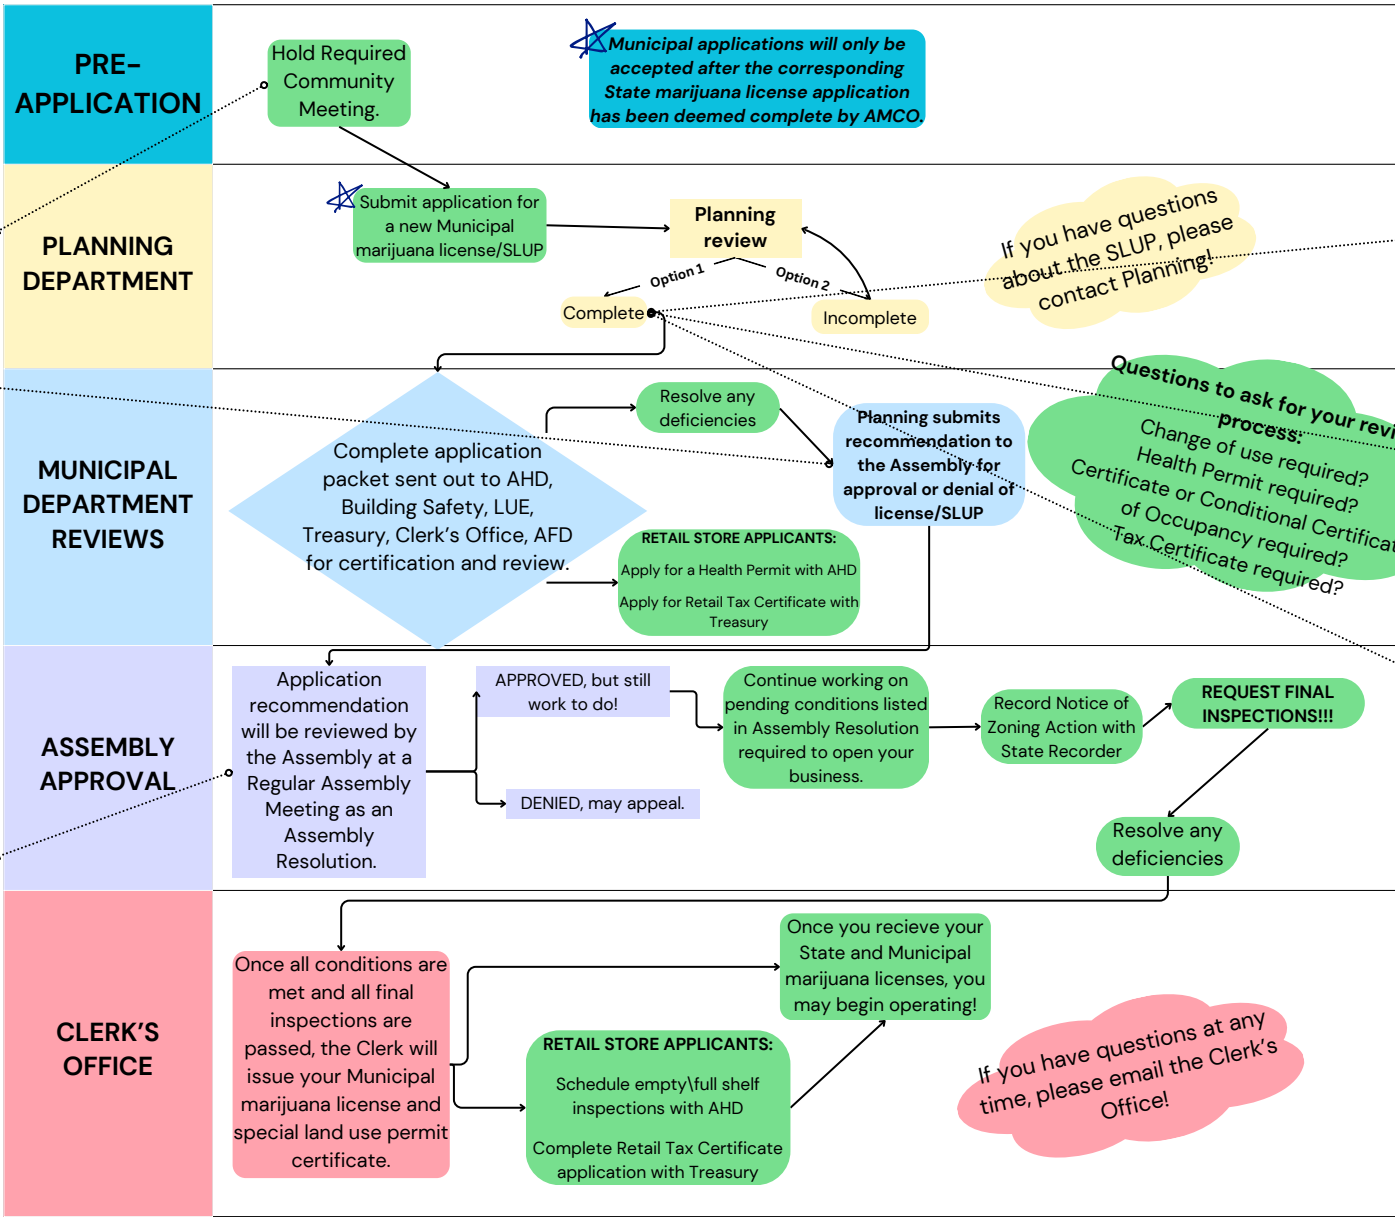 PRE-
APPLICATION
Hold Required
Community
Meeting.
Municipal applications will only be
accepted after the corresponding
State marijuana license application
has been deemed complete by AMCO.
PLANNING
DEPARTMENT
Submit application for
a new Municipal
marijuana license/SLUP
Planning
review
Option 1
Option 2
Complete
Incomplete
If you have questions
about the SLUP, please
contact Planning!
MUNICIPAL
DEPARTMENT
REVIEWS
Complete application
packet sent out to AHD,
Building Safety, LUE,
Treasury, Clerk's Office, AFD
for certification and review.
Resolve any
deficiencies
RETAIL STORE APPLICANTS:
Apply for a Health Permit with AHD
Apply for Retail Tax Certificate with
Treasury
Planning submits
recommendation to
the Assembly for
approval or denial of
license/SLUP
Questions to ask for your revi
process:
Change of use required?
Health Permit required?
Certificate or Conditional Certificat
of Occupancy required?
Tax Certificate required?
ASSEMBLY
APPROVAL
Application
recommendation
will be reviewed by
the Assembly at a
Regular Assembly
Meeting as an
Assembly
Resolution.
APPROVED, but still
work to do!
DENIED, may appeal.
Continue working on
pending conditions listed
in Assembly Resolution
required to open your
business.
Record Notice of
Zoning Action with
State Recorder
REQUEST FINAL
INSPECTIONS!!!
Resolve any
deficiencies
CLERK'S
OFFICE
Once all conditions are
met and all final
inspections are
passed, the Clerk will
issue your Municipal
marijuana license and
special land use permit
certificate.
RETAIL STORE APPLICANTS:
Schedule empty\full shelf
inspections with AHD
Complete Retail Tax Certificate
application with Treasury
Once you recieve your
State and Municipal
marijuana licenses, you
may begin operating!
If you have questions at any
time, please email the Clerk's
Office!